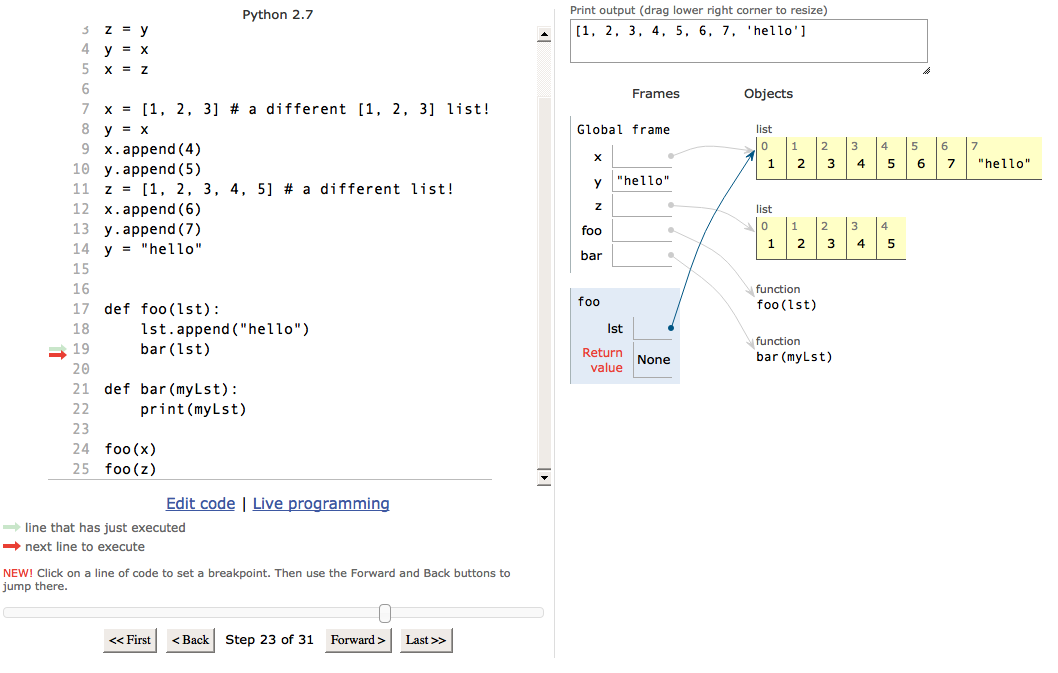 Python 2.7
3 z = y
4 y = x
5 x = z
6
7 x = [1, 2, 3] # a different [1, 2, 3] list!
8 y = x
9 x.append(4)
10 y.append(5)
11 z = [1, 2, 3, 4, 5] # a different list!
12 x.append(6)
13 y.append(7)
14 y = "hello"
15
16
17 def foo(lst):
18 lst.append("hello")
19 bar(lst)
20
21 def bar(myLst):
22 print(myLst)
23
24 foo(x)
25 foo(z)
Edit code | Live programming
line that has just executed
next line to execute
NEW! Click on a line of code to set a breakpoint. Then use the Forward and Back buttons to
jump there.
<< First < Back Step 23 of 31 Forward > Last >>
Print output (drag lower right corner to resize)
[1, 2, 3, 4, 5, 6, 7, 'hello']
Frames Objects
Global frame
x
y "hello"
z
foo
bar
foo
lst
Return
value None
list
0 1 2 3 4 5 6 7
1 2 3 4 5 6 7 "hello"
list
0 1 2 3 4
1 2 3 4 5
function
foo(lst)
function
bar(myLst)